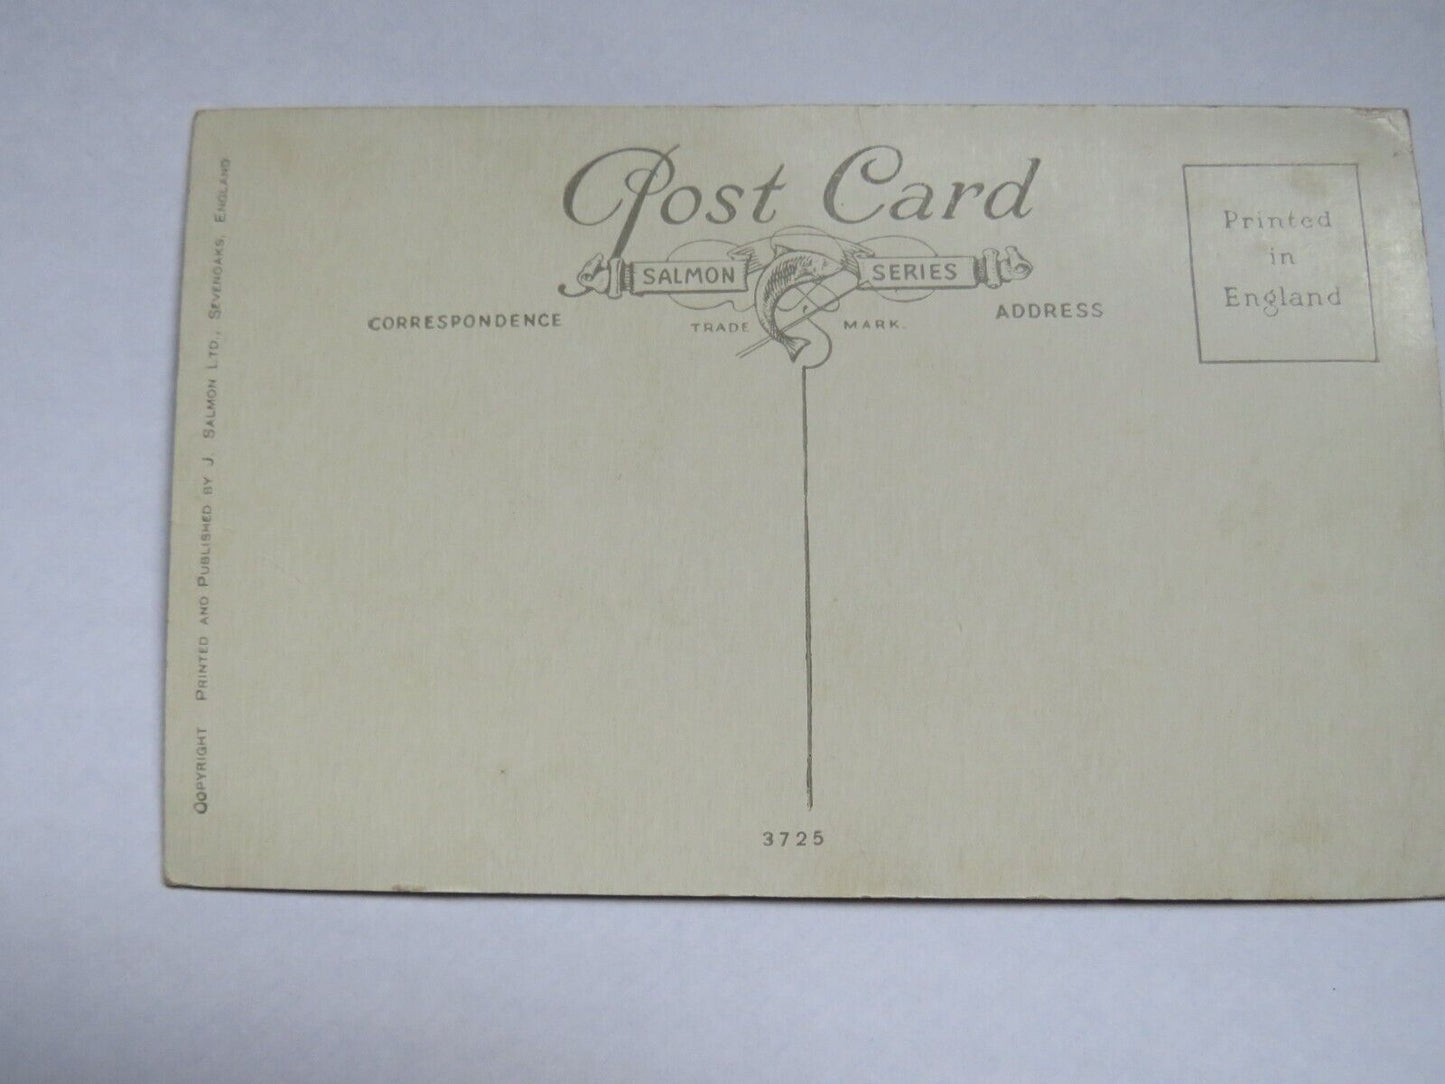 Post Card
SALMON SERIES
TRADE MARK.
CORRESPONDENCE
ADDRESS
Printed
in
England
COPYRIGHT PRINTED AND PUBLISHED BY J. SALMON LTD., SEVENOAKS, ENGLAND.
3725